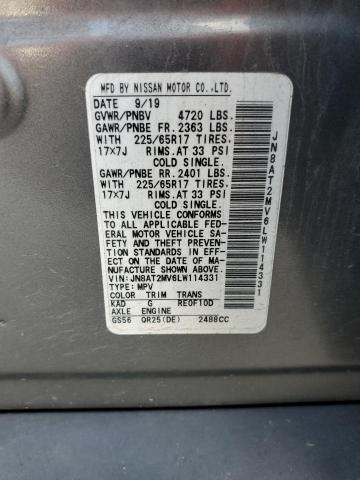 MFD BY NISSAN MOTOR CO.,LTD.
DATE 9/19
GVWR/PNBV 4720 LBS.
GAWR/PNBE FR. 2363 LBS.
WITH 225/65R17 TIRES.
17×7J RIMS. AT 33 PSI
COLD SINGLE.
GAWR/PNBE RR. 2401 LBS.
WITH 225/65R17 TIRES.
17×7J RIMS. AT 33 PSI
COLD SINGLE.
THIS VEHICLE CONFORMS
TO ALL APPLICABLE FED-
ERAL MOTOR VEHICLE SA-
FETY AND THEFT PREVEN-
TION STANDARDS IN EFF-
ECT ON THE DATE OF MA-
NUFACTURE SHOWN ABOVE.
VIN:JN8AT2MV6LW114331
TYPE:MPV
COLOR TRIM TRANS
KAD G RE0F10D
AXLE ENGINE
GS56 QR25(DE) 2488CC
JN8AT2MV6LW114331